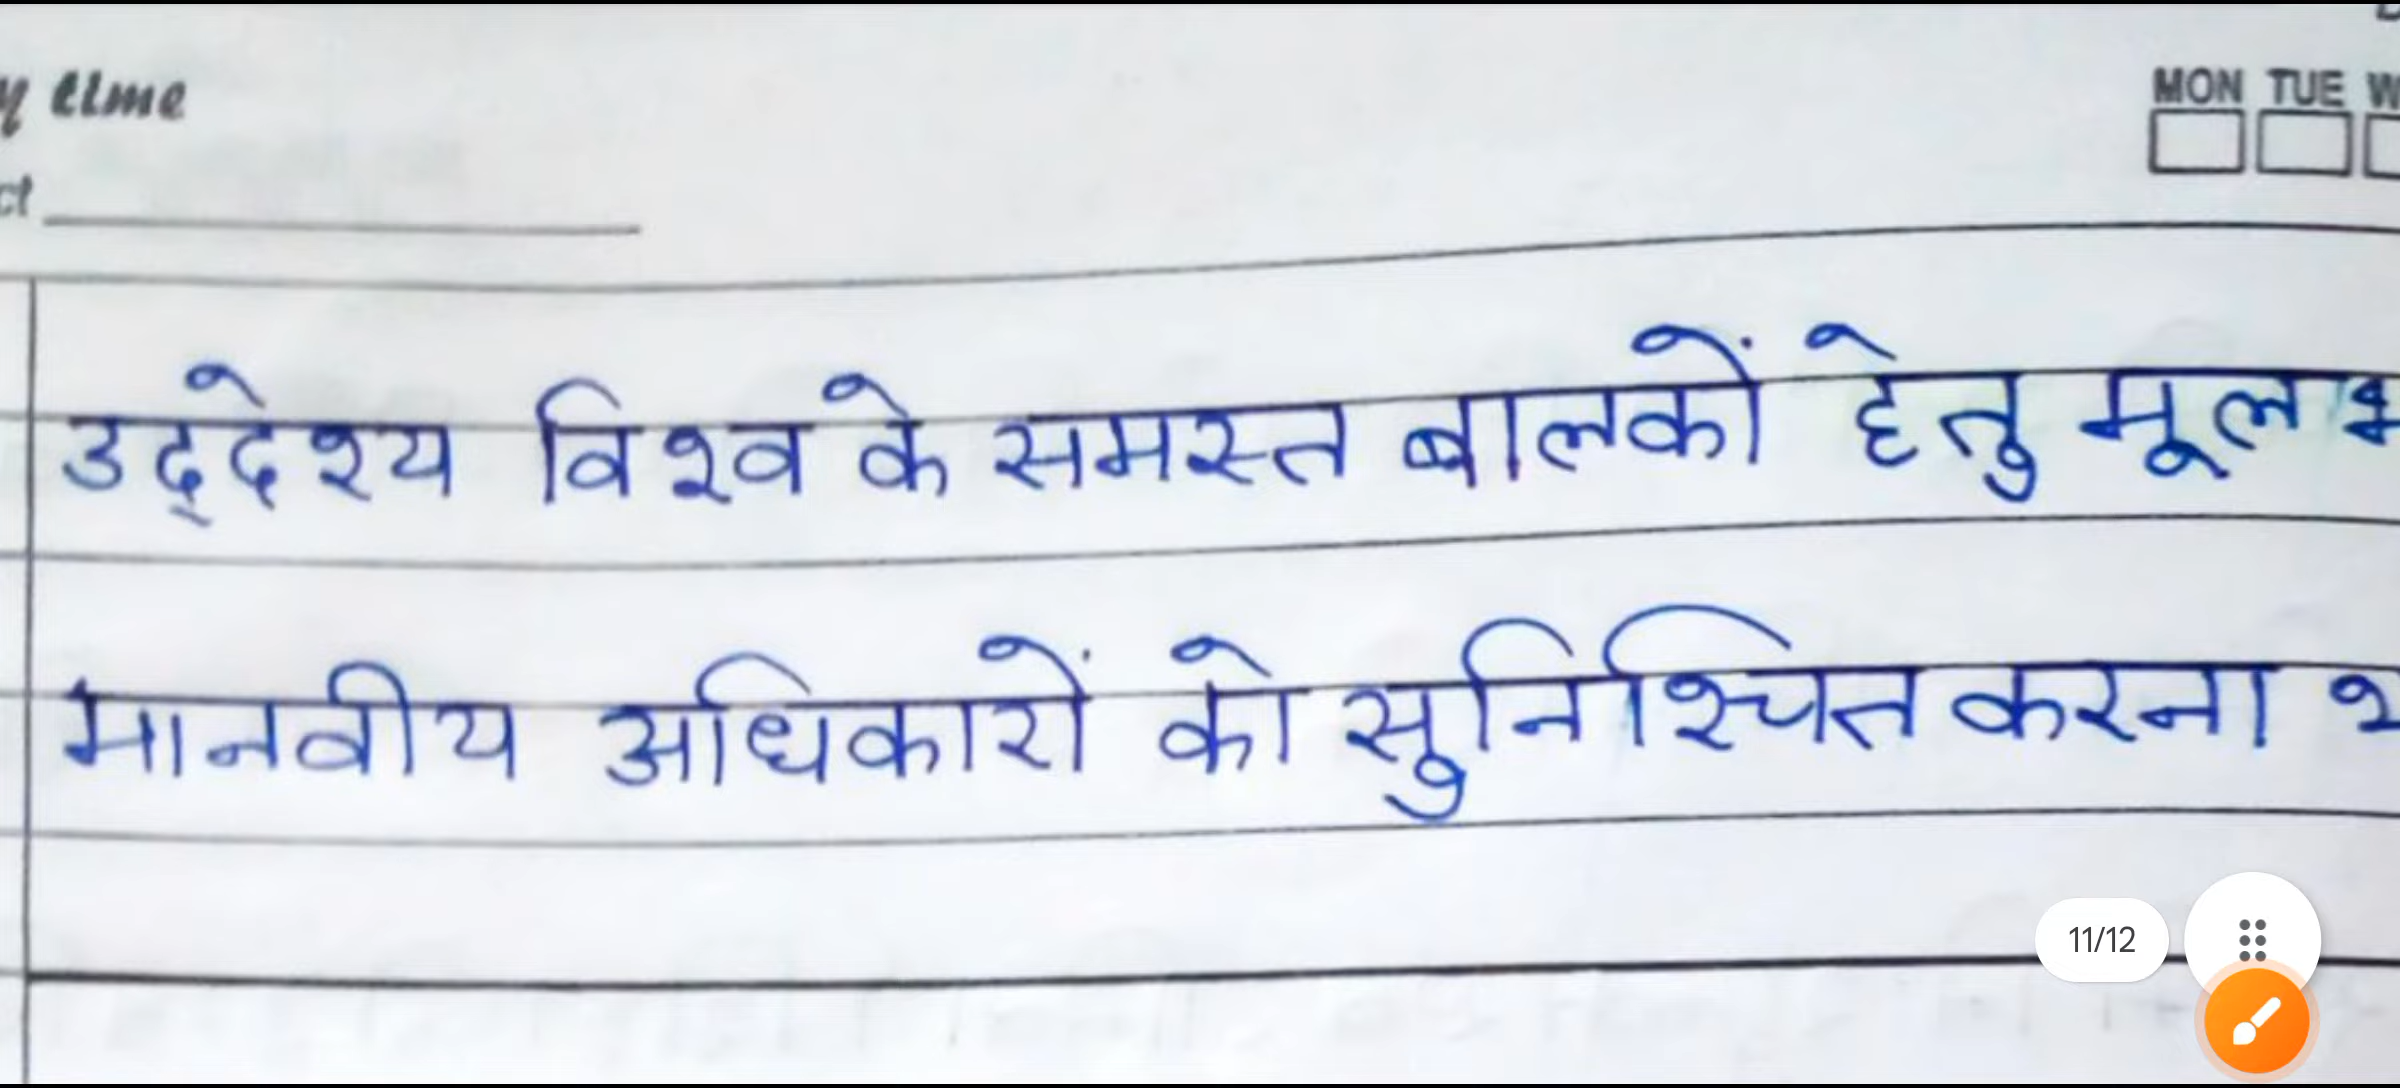 time
MON TUE
उद्देश्य विश्व के समस्त बालकों हेतु मूल
मानवीय अधिकारों को सुनिश्चित करना
11/12